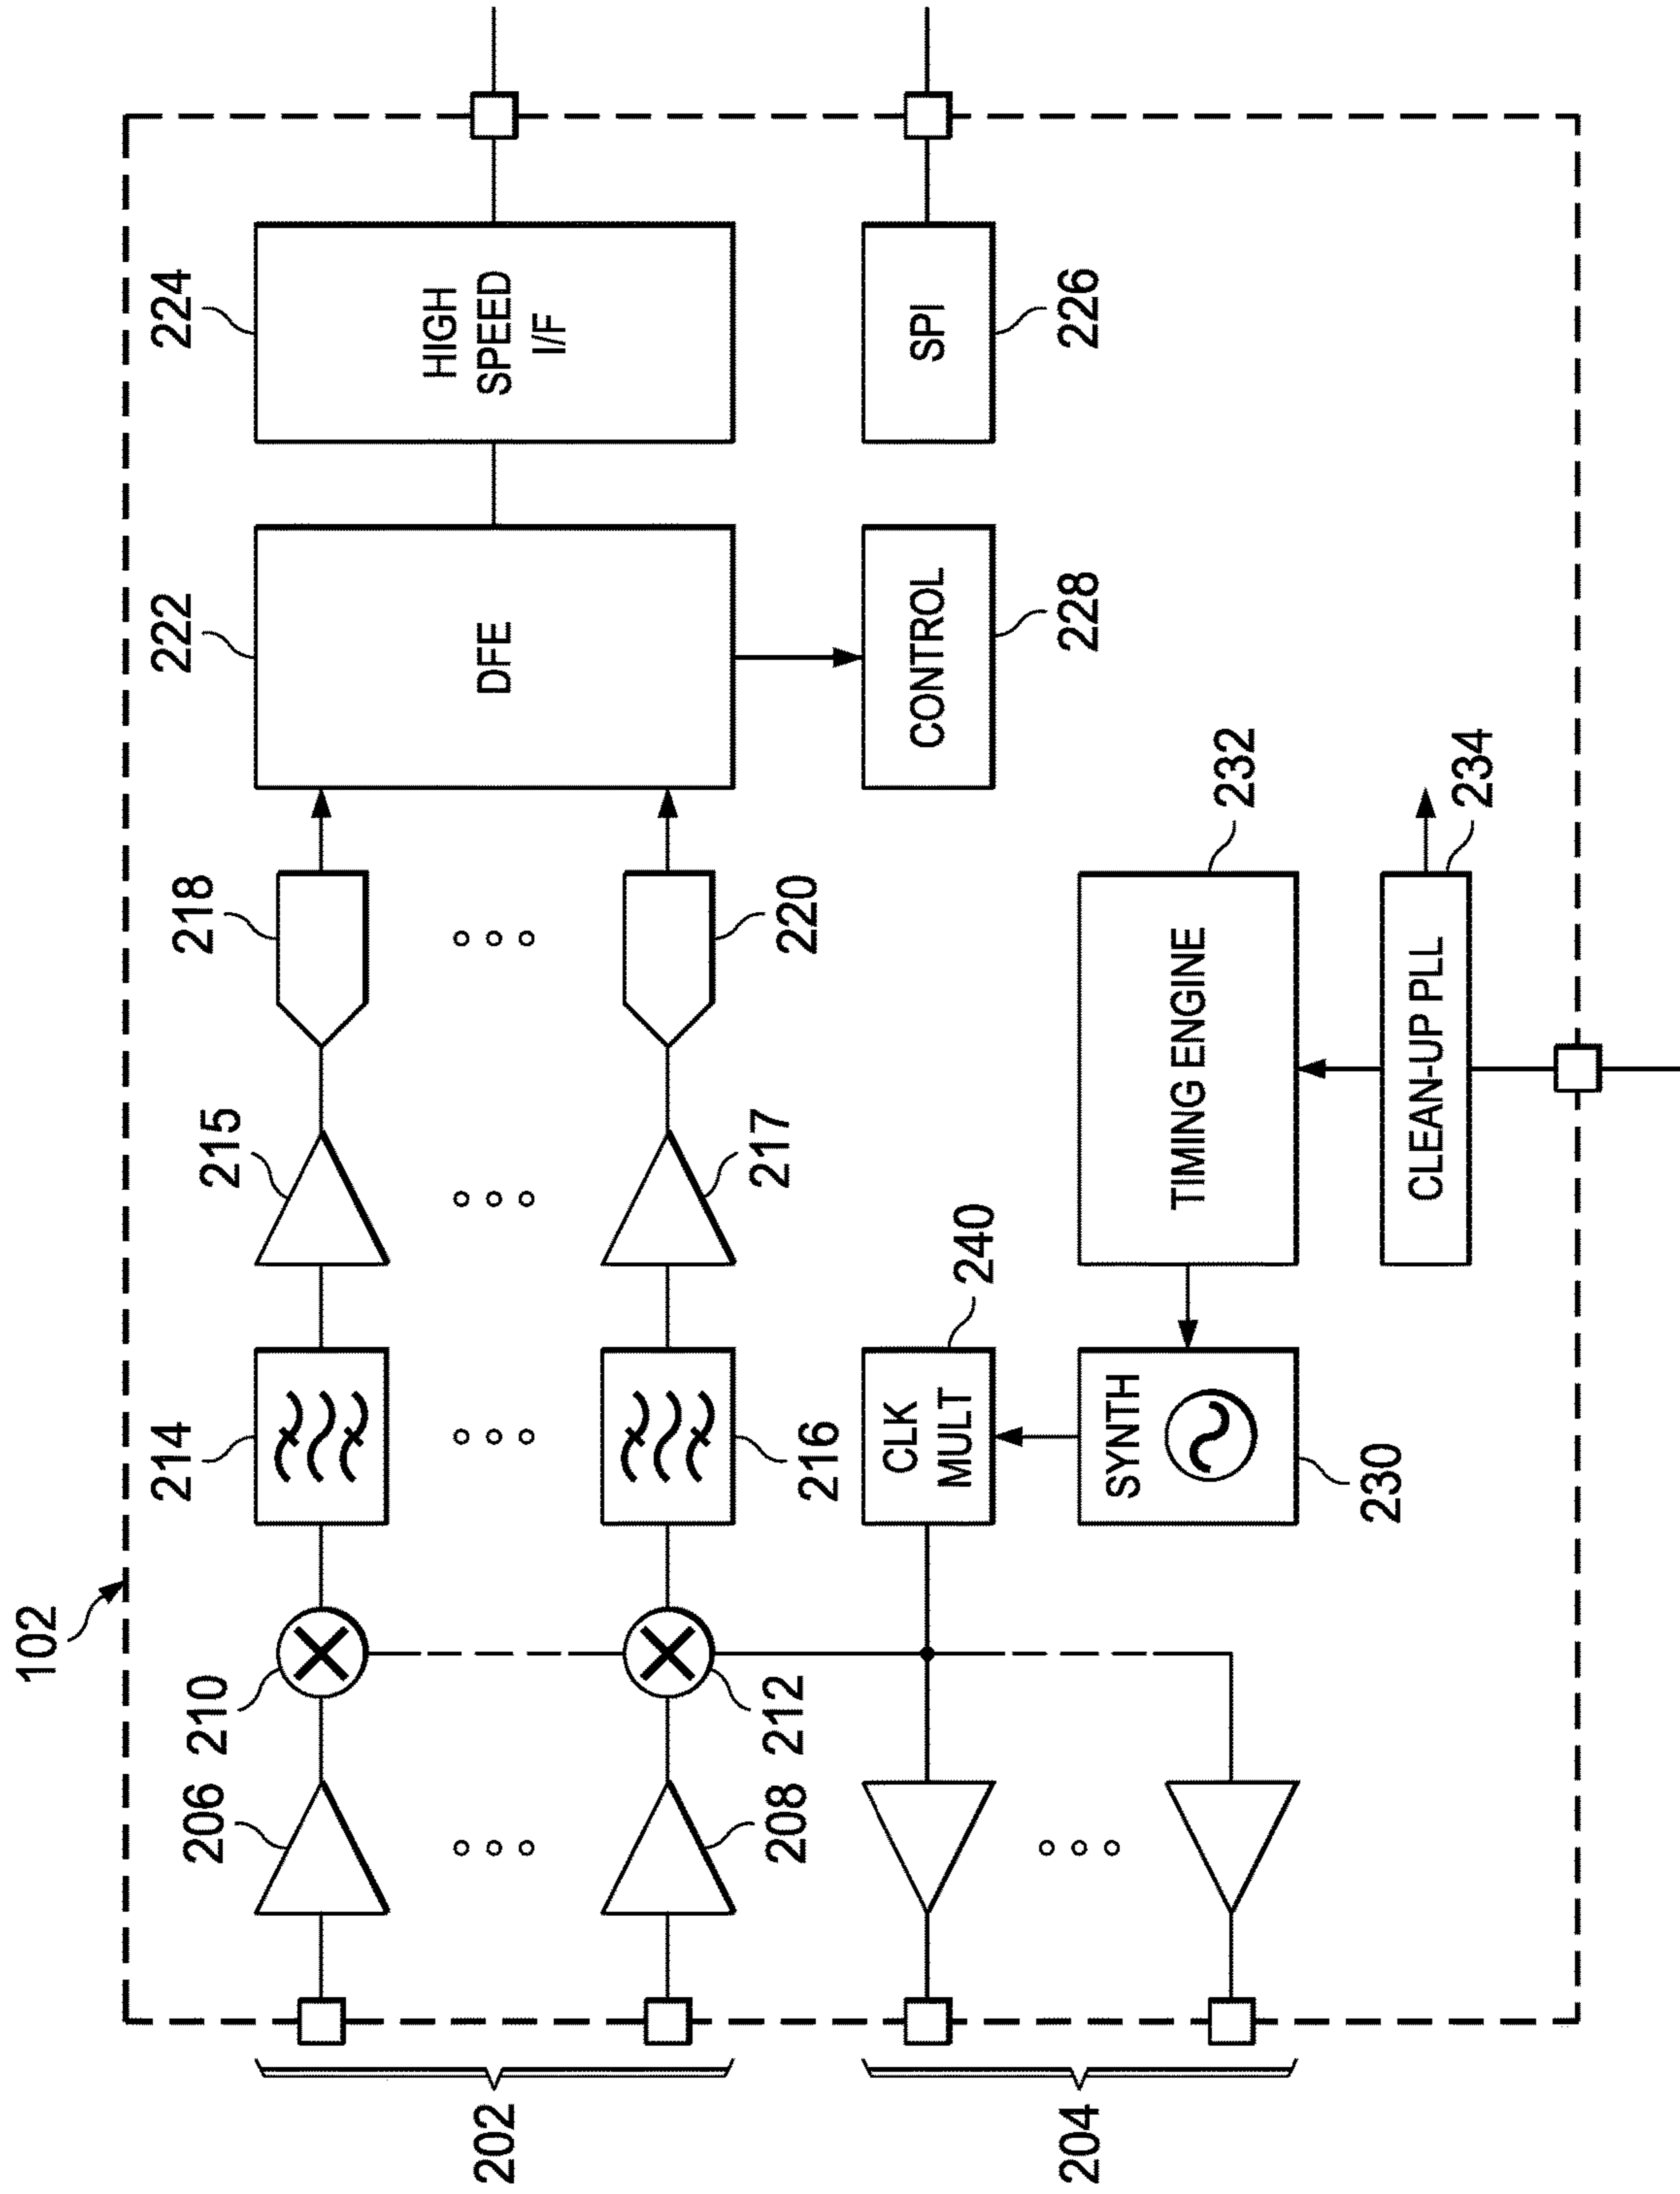 102
224
HIGH
SPEED
I/F
SPI
226
222
DFE
CONTROL
228
218
220
215
217
214
216
210
212
206
208
202
204
240
CLK
MULT
SYNTH
230
232
TIMING ENGINE
CLEAN-UP PLL
234